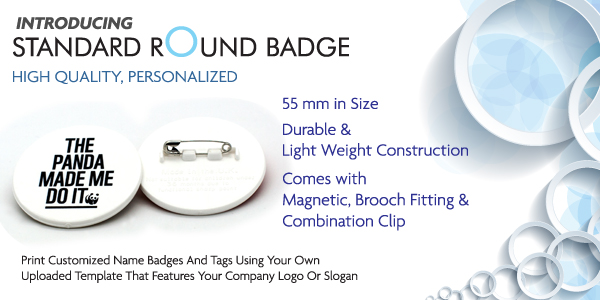 INTRODUCING
STANDARD ROUND BADGE
HIGH QUALITY, PERSONALIZED
55 mm in Size
Durable &
Light Weight Construction
Comes with
Magnetic, Brooch Fitting &
Combination Clip
THE
PANDA
MADE ME
DO IT
Print Customized Name Badges And Tags Using Your Own
Uploaded Template That Features Your Company Logo Or Slogan